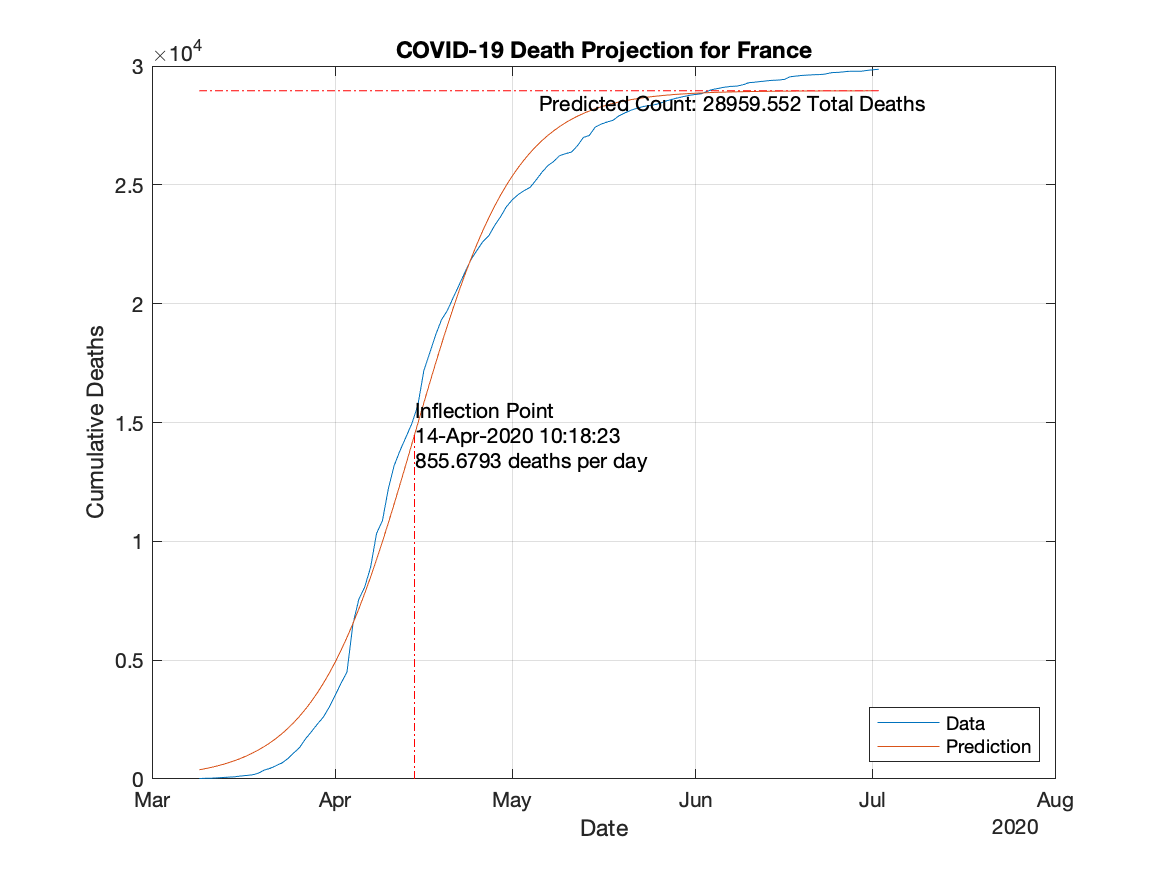 COVID-19 Death Projection for France
×10⁴
3
Predicted Count: 28959.552 Total Deaths
2.5
2
1.5
1
0.5
0
Cumulative Deaths
Inflection Point
14-Apr-2020 10:18:23
855.6793 deaths per day
Data
Prediction
Mar Apr May Jun Jul Aug
Date
2020